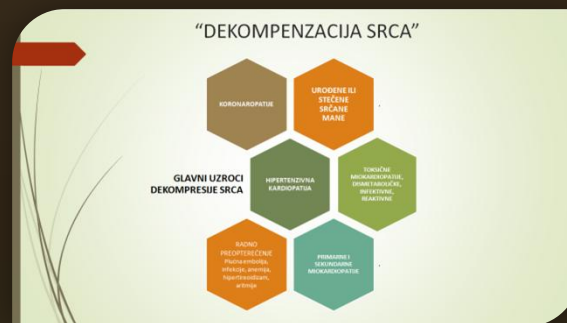 “DEKOMPENZACIJA SRCA”
KORONAROPATIJE
UROĐENE ILI
STEČENE
SRČANE
MANE
GLAVNI UZROCI
DEKOMPRESIJE SRCA
HIPERTENZIVNA
KARDIOPATIJA
TOKSIČNE
MIOKARDIOPATIJE,
DISMETABOLIČKE,
INFEKTIVNE,
REAKTIVNE
RADNO
PREOPTEREĆENJE
Plućna embolija,
infekcije, anemija,
hipertireoidizam,
aritmije
PRIMARNE I
SEKUNDARNE
MIOKARDIOPATIJE